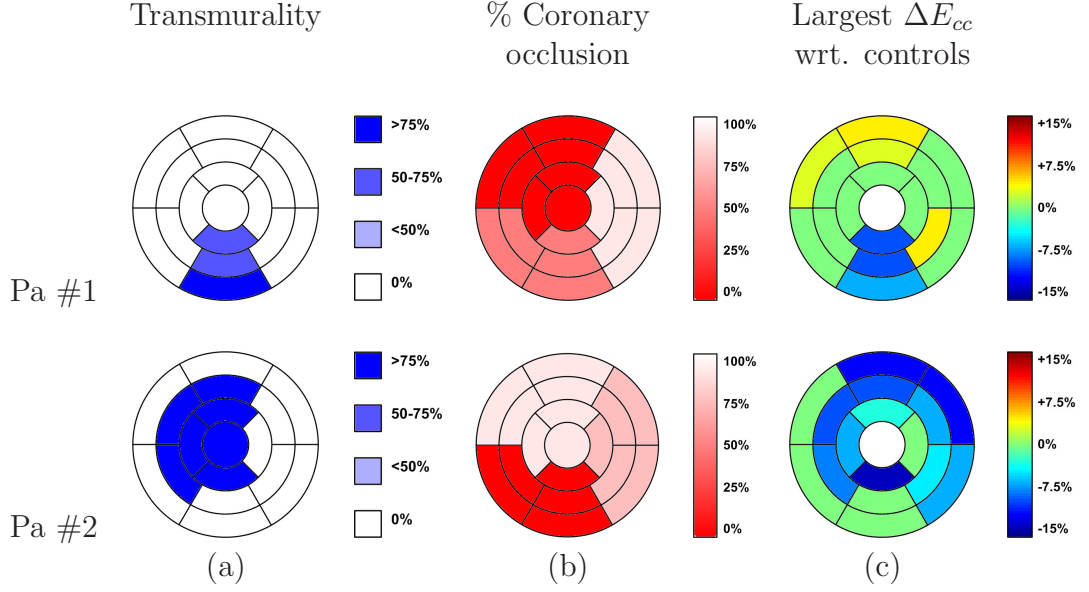 Transmurality
% Coronary
occlusion
Largest ΔE_cc
wrt. controls
Pa #1
>75%
50-75%
<50%
0%
100%
75%
50%
25%
0%
+15%
+7.5%
0%
-7.5%
-15%
Pa #2
>75%
50-75%
<50%
0%
100%
75%
50%
25%
0%
+15%
+7.5%
0%
-7.5%
-15%
(a)
(b)
(c)